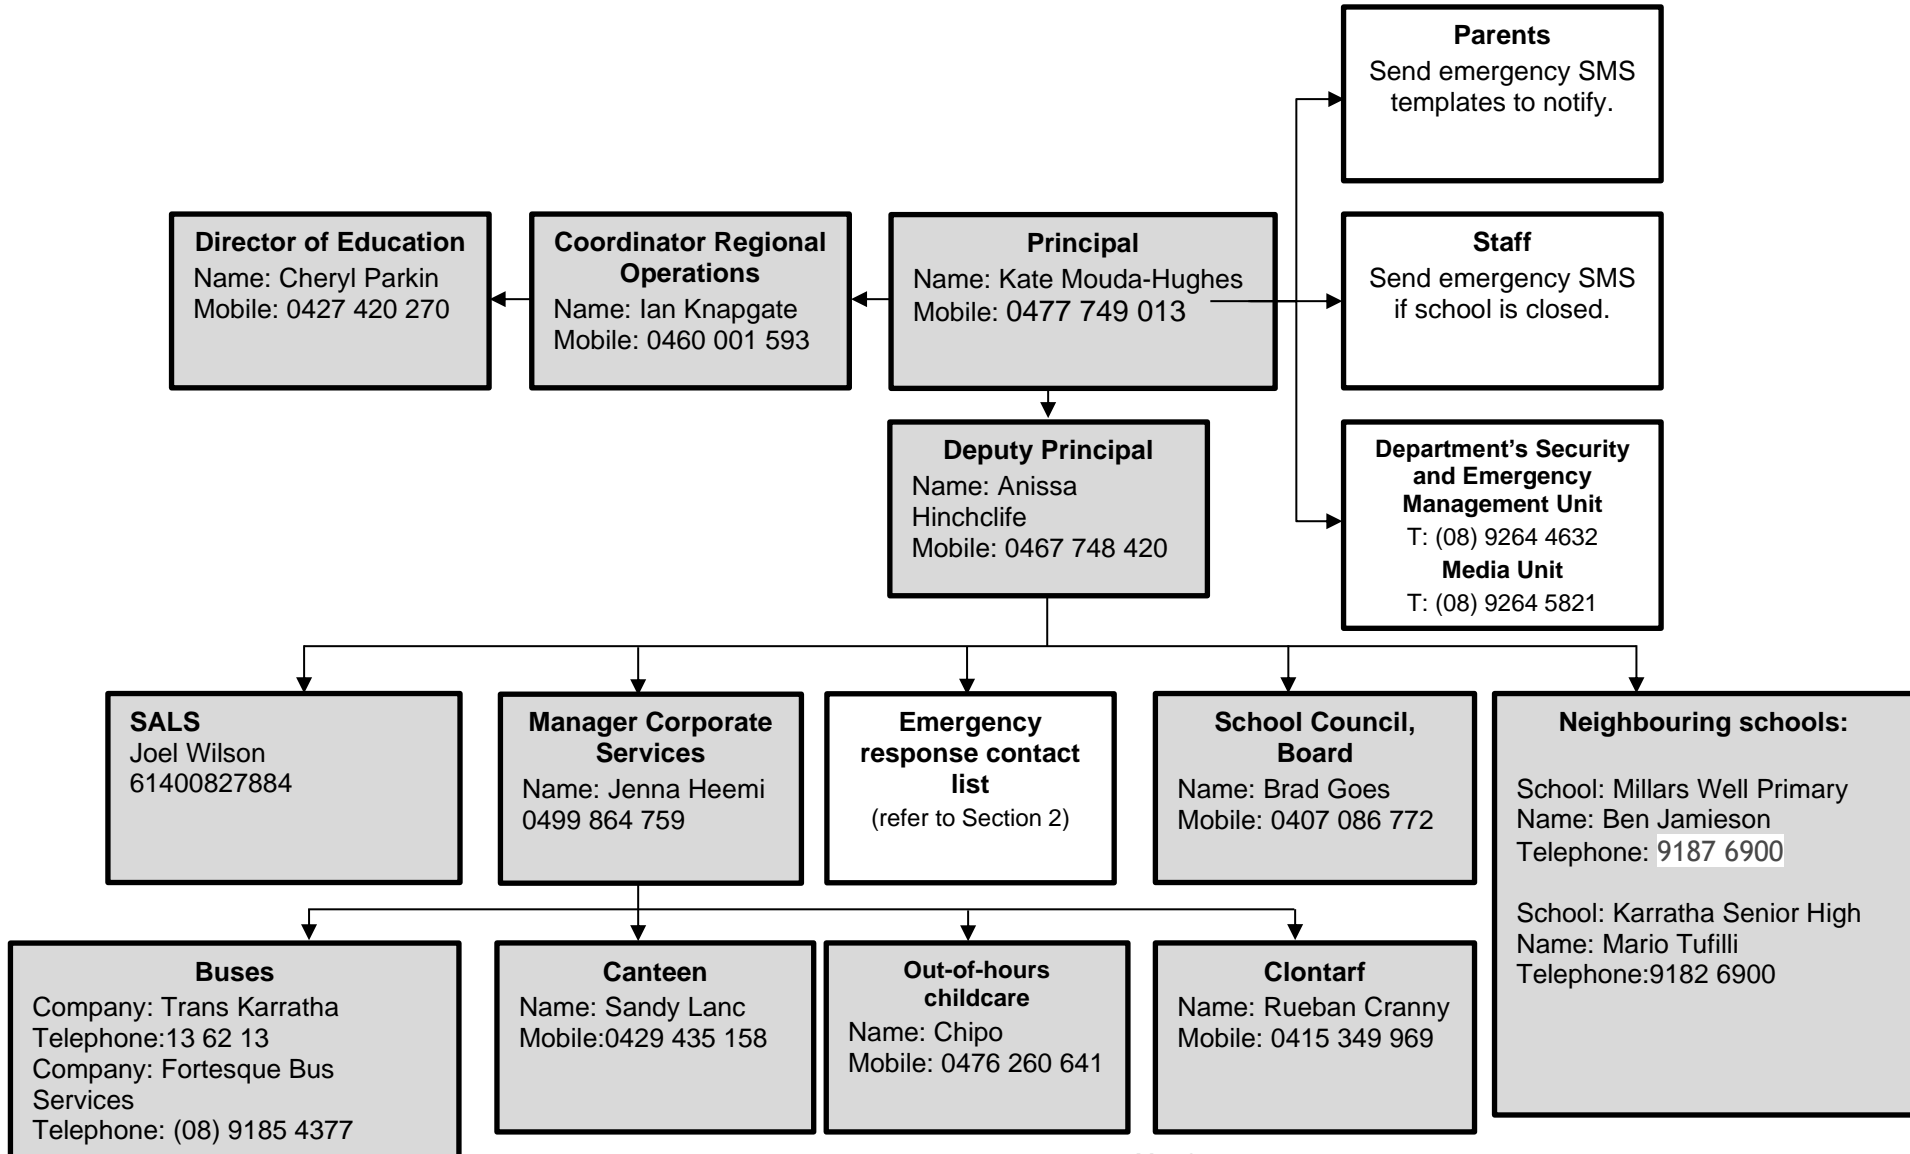 Parents
Send emergency SMS
templates to notify.
Director of Education
Name: Cheryl Parkin
Mobile: 0427 420 270
Coordinator Regional
Operations
Name: Ian Knapgate
Mobile: 0460 001 593
Principal
Name: Kate Mouda-Hughes
Mobile: 0477 749 013
Staff
Send emergency SMS
if school is closed.
Deputy Principal
Name: Anissa
Hinchclife
Mobile: 0467 748 420
Department’s Security
and Emergency
Management Unit
T: (08) 9264 4632
Media Unit
T: (08) 9264 5821
SALS
Joel Wilson
61400827884
Manager Corporate
Services
Name: Jenna Heemi
0499 864 759
Emergency
response contact
list
(refer to Section 2)
School Council,
Board
Name: Brad Goes
Mobile: 0407 086 772
Neighbouring schools:
School: Millars Well Primary
Name: Ben Jamieson
Telephone: 9187 6900
School: Karratha Senior High
Name: Mario Tufilli
Telephone:9182 6900
Buses
Company: Trans Karratha
Telephone:13 62 13
Company: Fortesque Bus
Services
Telephone: (08) 9185 4377
Canteen
Name: Sandy Lanc
Mobile:0429 435 158
Out-of-hours
childcare
Name: Chipo
Mobile: 0476 260 641
Clontarf
Name: Rueban Cranny
Mobile: 0415 349 969